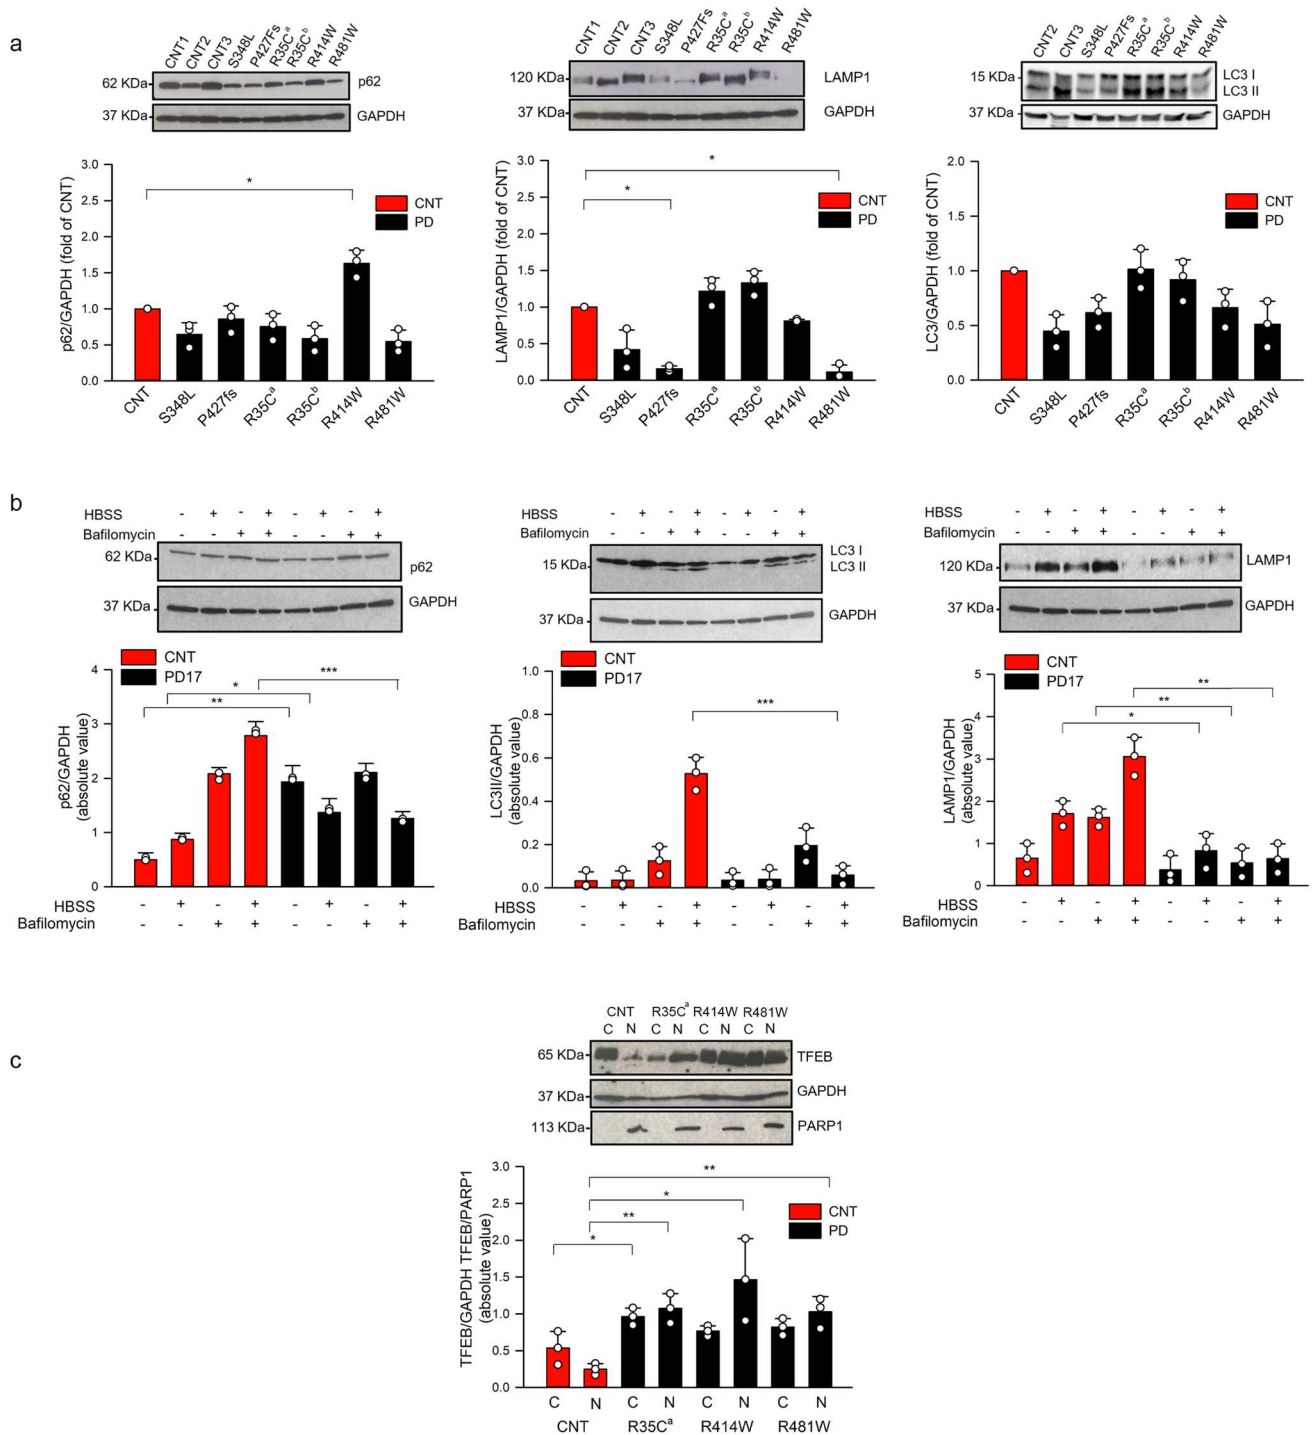 a
CNT1 CNT2 CNT3 S348L P427Fs R35Cᵃ R35Cᵇ R414W R481W
62 KDa p62
37 KDa GAPDH
p62/GAPDH (fold of CNT)
3.0
2.5
2.0
1.5
1.0
0.5
0.0
*
CNT
PD
CNT S348L P427fs R35Cᵃ R35Cᵇ R414W R481W
CNT1 CNT2 CNT3 S348L P427Fs R35Cᵃ R35Cᵇ R414W R481W
120 KDa LAMP1
37 KDa GAPDH
LAMP1/GAPDH (fold of CNT)
3.0
2.5
2.0
1.5
1.0
0.5
0.0
*
*
CNT
PD
CNT S348L P427fs R35Cᵃ R35Cᵇ R414W R481W
CNT2 CNT3 S348L P427Fs R35Cᵃ R35Cᵇ R414W R481W
15 KDa LC3 I
LC3 II
37 KDa GAPDH
LC3/GAPDH (fold of CNT)
2.0
1.5
1.0
0.5
0.0
CNT
PD
CNT S348L P427fs R35Cᵃ R35Cᵇ R414W R481W
b
HBSS - + - + - + - +
Bafilomycin - - + + - - + +
62 KDa p62
37 KDa GAPDH
CNT
PD17
p62/GAPDH
(absolute value)
4
3
2
1
0
***
*
**
HBSS - + - + - + - +
Bafilomycin - - + + - - + +
HBSS - + - + - + - +
Bafilomycin - - + + - - + +
15 KDa LC3 I
LC3 II
37 KDa GAPDH
CNT
PD17
LC3II/GAPDH
(absolute value)
1.0
0.8
0.6
0.4
0.2
0.0
***
HBSS - + - + - + - +
Bafilomycin - - + + - - + +
HBSS - + - + - + - +
Bafilomycin - - + + - - + +
120 KDa LAMP1
37 KDa GAPDH
CNT
PD17
LAMP1/GAPDH
(absolute value)
5
4
3
2
1
0
**
**
*
HBSS - + - + - + - +
Bafilomycin - - + + - - + +
c
CNT R35Cᵃ R414W R481W
C N C N C N C N
65 KDa TFEB
37 KDa GAPDH
113 KDa PARP1
TFEB/GAPDH TFEB/PARP1
(absolute value)
3.0
2.5
2.0
1.5
1.0
0.5
0.0
**
*
**
*
CNT
PD
C N C N C N C N
CNT R35Cᵃ R414W R481W